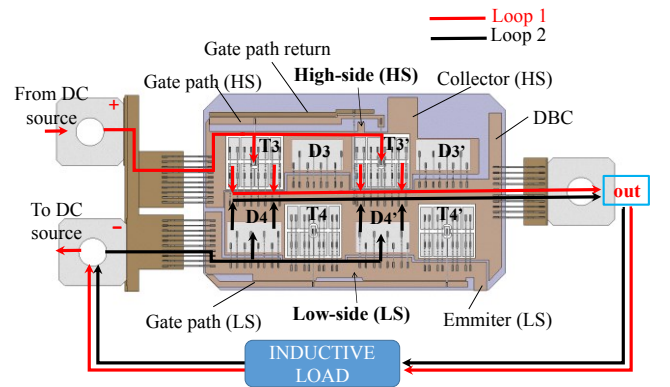 Loop 1
Loop 2
Gate path return
Gate path (HS)
High-side (HS)
Collector (HS)
DBC
From DC
source
+
T3
D3
T3'
D3'
out
To DC
source
-
D4
T4
D4'
T4'
Gate path (LS)
Low-side (LS)
Emmiter (LS)
INDUCTIVE
LOAD